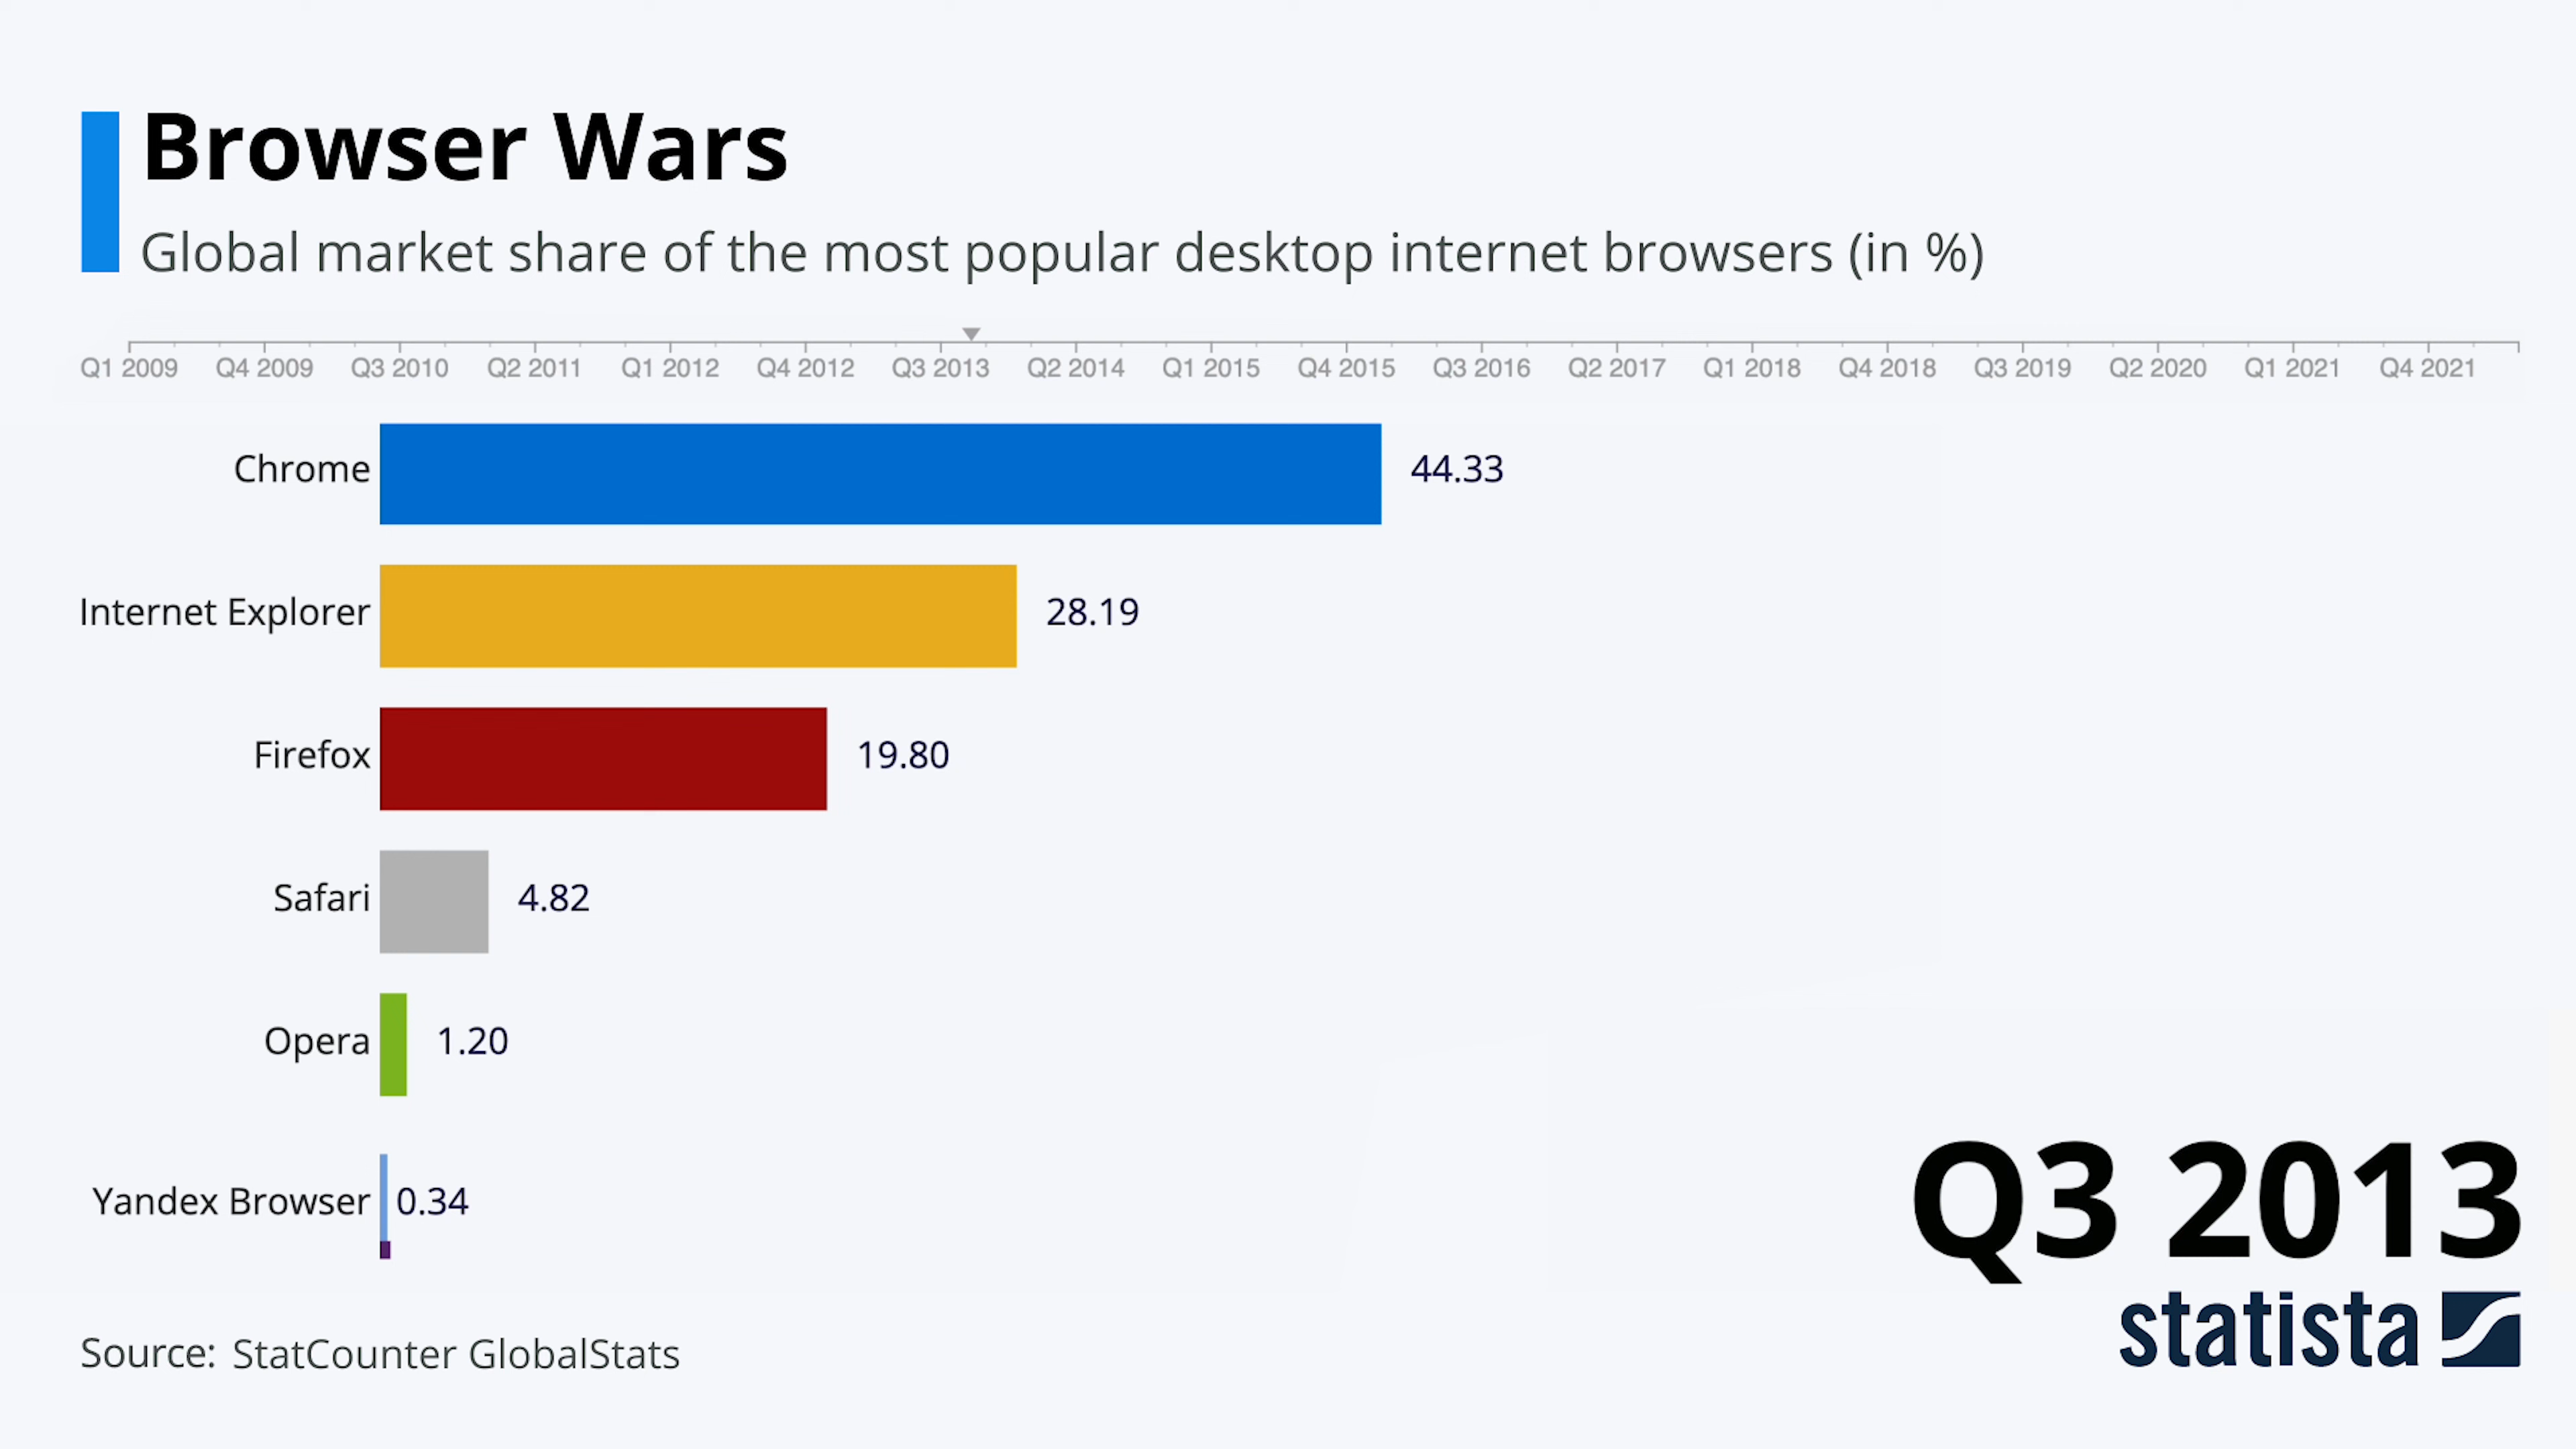 Browser Wars
Global market share of the most popular desktop internet browsers (in %)
Q1 2009 Q4 2009 Q3 2010 Q2 2011 Q1 2012 Q4 2012 Q3 2013 Q2 2014 Q1 2015 Q4 2015 Q3 2016 Q2 2017 Q1 2018 Q4 2018 Q3 2019 Q2 2020 Q1 2021 Q4 2021
Chrome 44.33
Internet Explorer 28.19
Firefox 19.80
Safari 4.82
Opera 1.20
Yandex Browser 0.34
Q3 2013
statista
Source: StatCounter GlobalStats